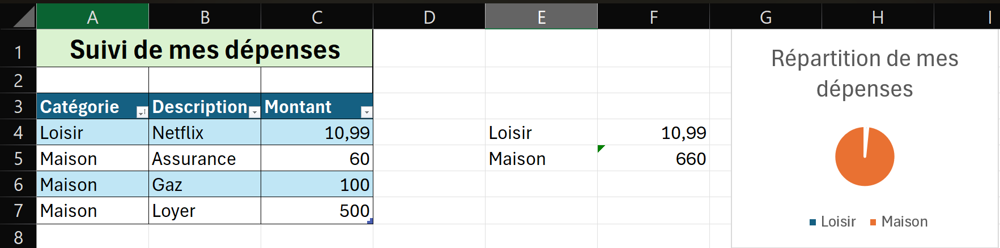 A B C D E F G H I
1 Suivi de mes dépenses
2
3 Catégorie Description Montant
4 Loisir Netflix 10,99 Loisir 10,99
5 Maison Assurance 60 Maison 660
6 Maison Gaz 100
7 Maison Loyer 500
8
Répartition de mes
dépenses
Loisir Maison